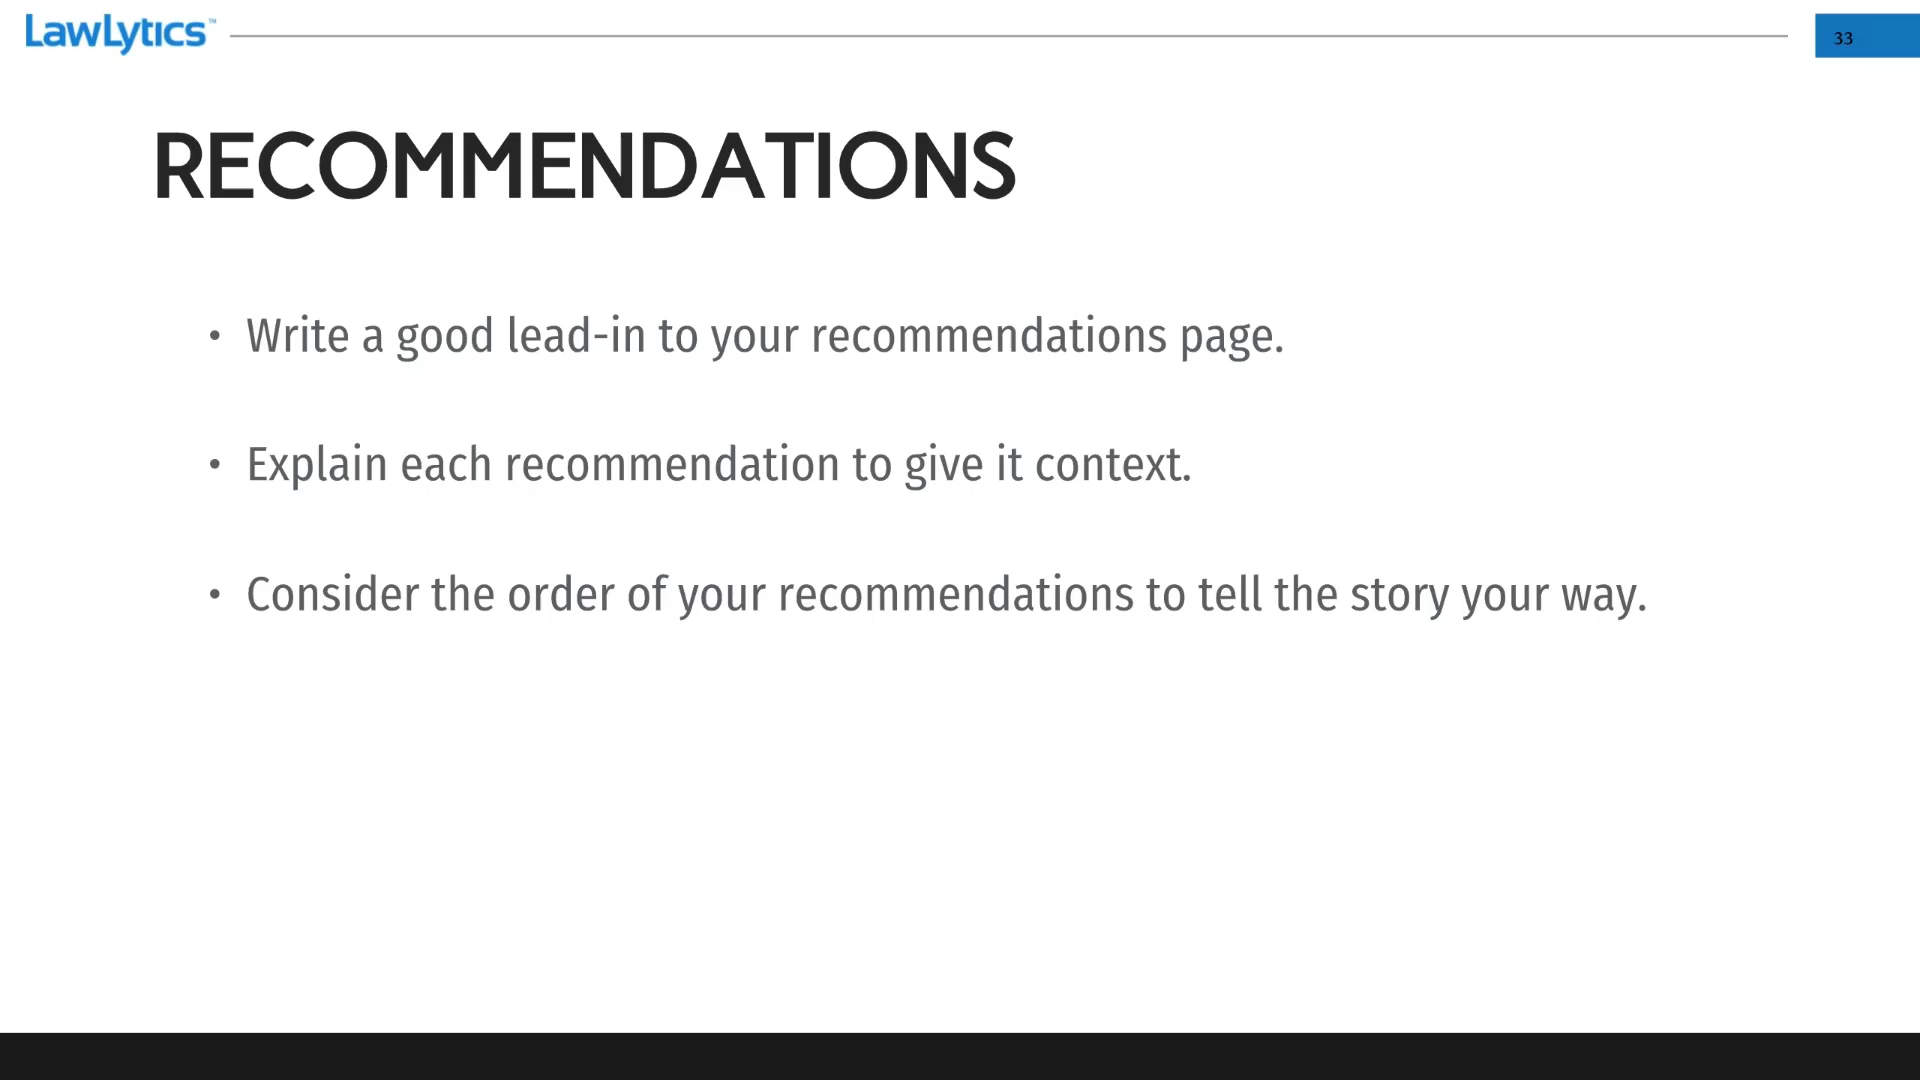 LawLytics™
33
RECOMMENDATIONS
• Write a good lead-in to your recommendations page.
• Explain each recommendation to give it context.
• Consider the order of your recommendations to tell the story your way.